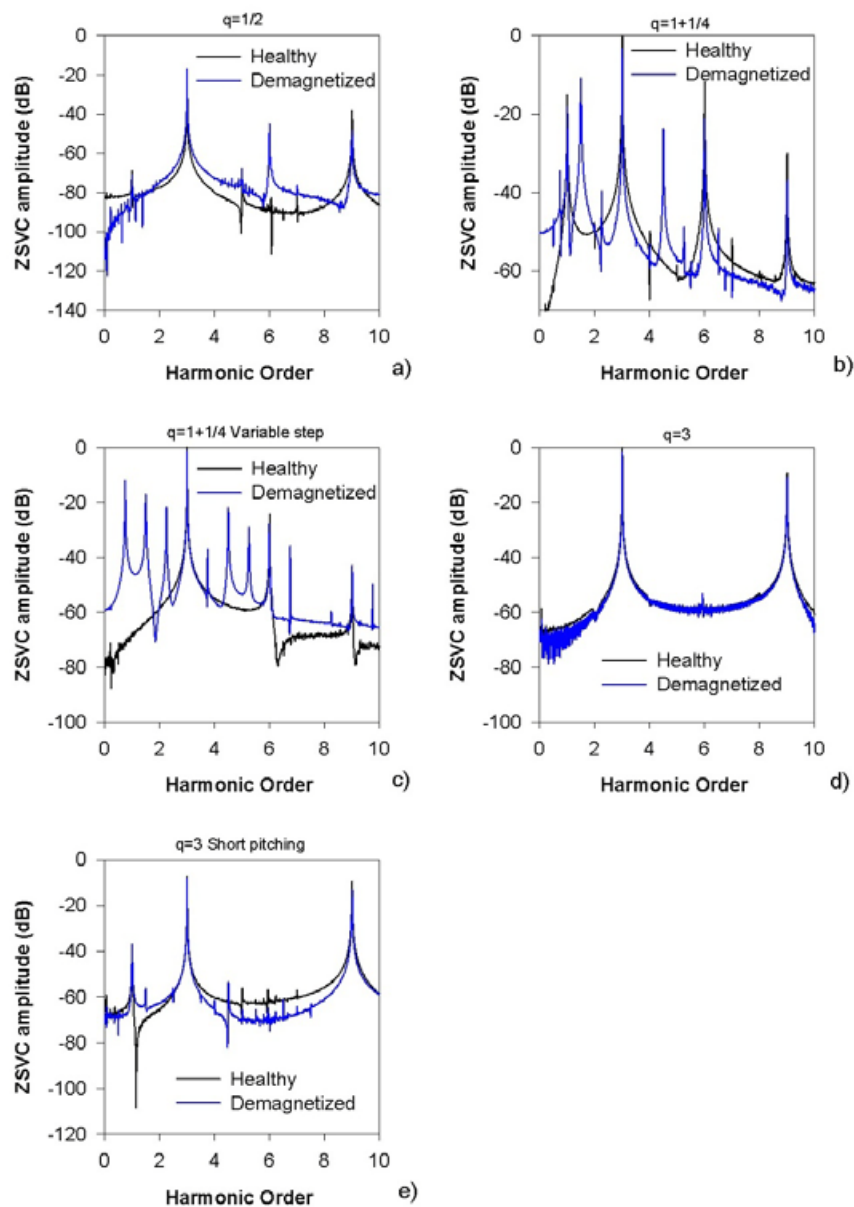 q=1/2
0
-20
-40
-60
-80
-100
-120
-140
ZSVC amplitude (dB)
Healthy
Demagnetized
0 2 4 6 8 10
Harmonic Order
a)
q=1+1/4
0
-20
-40
-60
ZSVC amplitude (dB)
Healthy
Demagnetized
0 2 4 6 8 10
Harmonic Order
b)
q=1+1/4 Variable step
0
-20
-40
-60
-80
-100
ZSVC amplitude (dB)
Healthy
Demagnetized
0 2 4 6 8 10
Harmonic Order
c)
q=3
0
-20
-40
-60
-80
-100
ZSVC amplitude (dB)
Healthy
Demagnetized
0 2 4 6 8 10
Harmonic Order
d)
q=3 Short pitching
0
-20
-40
-60
-80
-100
-120
ZSVC amplitude (dB)
Healthy
Demagnetized
0 2 4 6 8 10
Harmonic Order
e)